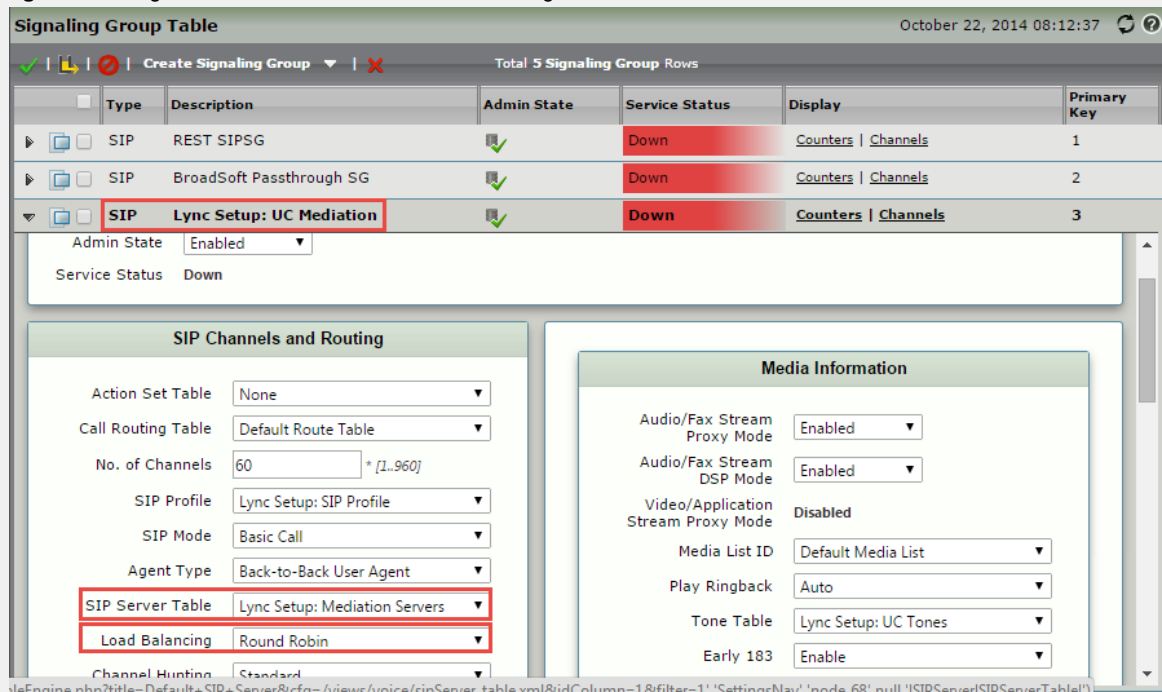 Signaling Group Table October 22, 2014 08:12:37
| | | Create Signaling Group | Total 5 Signaling Group Rows
Type Description Admin State Service Status Display Primary Key
SIP REST SIPSG Down Counters | Channels 1
SIP BroadSoft Passthrough SG Down Counters | Channels 2
SIP Lync Setup: UC Mediation Down Counters | Channels 3
Admin State Enabled
Service Status Down
SIP Channels and Routing
Action Set Table None
Call Routing Table Default Route Table
No. of Channels 60 * [1..960]
SIP Profile Lync Setup: SIP Profile
SIP Mode Basic Call
Agent Type Back-to-Back User Agent
SIP Server Table Lync Setup: Mediation Servers
Load Balancing Round Robin
Channel Hunting Standard
Media Information
Audio/Fax Stream
Proxy Mode Enabled
Audio/Fax Stream
DSP Mode Enabled
Video/Application
Stream Proxy Mode Disabled
Media List ID Default Media List
Play Ringback Auto
Tone Table Lync Setup: UC Tones
Early 183 Enable